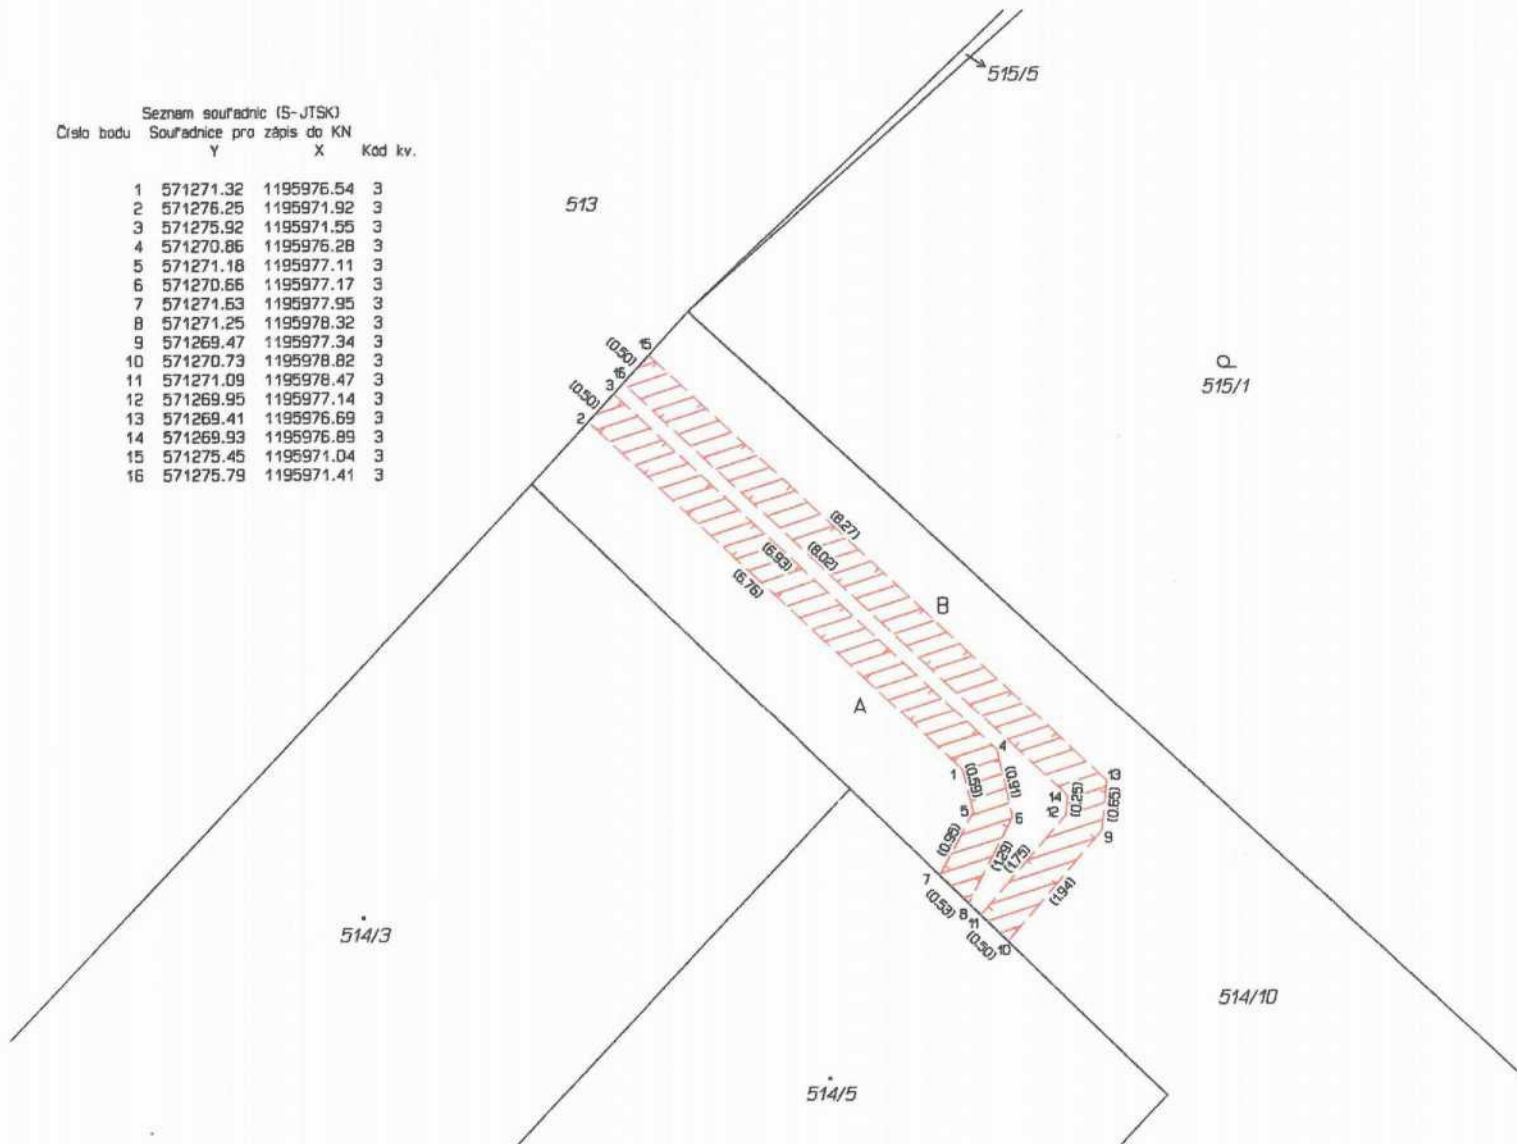 515/5
Seznam souřadnic (S-JTSK)
Číslo bodu Souřadnice pro zápis do KN
Y X Kód kv.
1 571271.32 1195976.54 3
2 571276.25 1195971.92 3
3 571275.92 1195971.55 3
4 571270.86 1195976.28 3
5 571271.18 1195977.11 3
6 571270.66 1195977.17 3
7 571271.63 1195977.95 3
8 571271.25 1195978.32 3
9 571269.47 1195977.34 3
10 571270.73 1195978.82 3
11 571271.09 1195978.47 3
12 571269.95 1195977.14 3
13 571269.41 1195976.69 3
14 571269.93 1195976.89 3
15 571275.45 1195971.04 3
16 571275.79 1195971.41 3
513
15
(0.50)
16
3
(0.50)
2
515/1
(8.27)
(8.02)
(6.93)
(6.76)
B
A
4
1
13
(0.59)
(0.91)
14
(0.25)
(0.65)
5
6
12
9
(0.95)
(1.29)
(1.75)
7
(1.94)
(0.53)
8
11
(0.50)
10
514/3
514/10
514/5